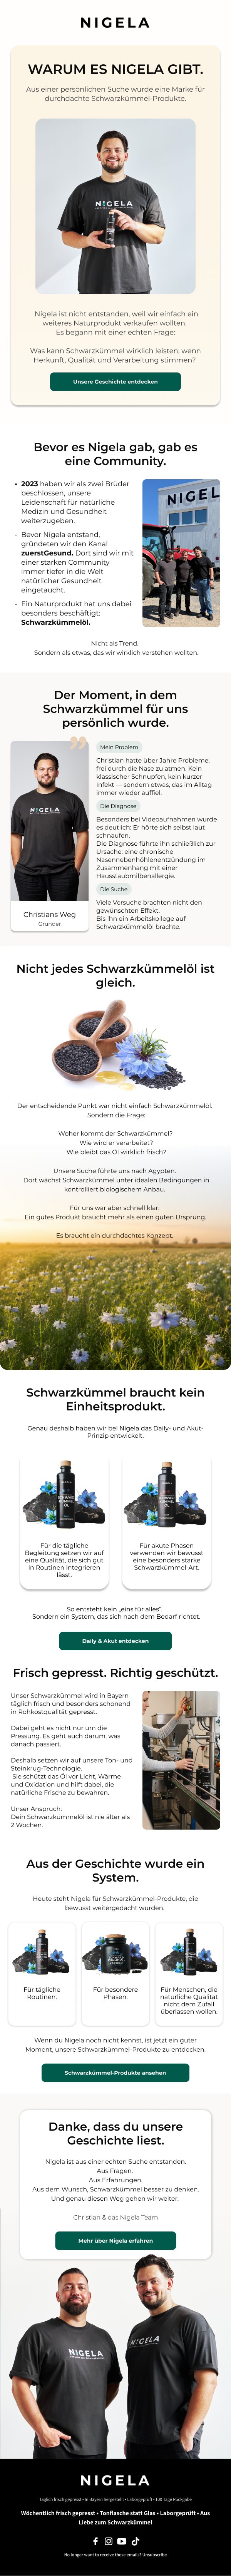 NIGELA
WARUM ES NIGELA GIBT.
Aus einer persönlichen Suche wurde eine Marke für
durchdachte Schwarzkümmel-Produkte.
NIGELA
Nigela ist nicht entstanden, weil wir einfach ein
weiteres Naturprodukt verkaufen wollten.
Es begann mit einer echten Frage:
Was kann Schwarzkümmel wirklich leisten, wenn
Herkunft, Qualität und Verarbeitung stimmen?
Unsere Geschichte entdecken
Bevor es Nigela gab, gab es
eine Community.
• 2023 haben wir als zwei Brüder
beschlossen, unsere
Leidenschaft für natürliche
Medizin und Gesundheit
weiterzugeben.
• Bevor Nigela entstand,
gründeten wir den Kanal
zuerstGesund. Dort sind wir mit
einer starken Community
immer tiefer in die Welt
natürlicher Gesundheit
eingetaucht.
• Ein Naturprodukt hat uns dabei
besonders beschäftigt:
Schwarzkümmelöl.
NIGEL
Nicht als Trend.
Sondern als etwas, das wir wirklich verstehen wollten.
Der Moment, in dem
Schwarzkümmel für uns
persönlich wurde.
NIGELA
Christians Weg
Gründer
Mein Problem
Christian hatte über Jahre Probleme,
frei durch die Nase zu atmen. Kein
klassischer Schnupfen, kein kurzer
Infekt — sondern etwas, das im Alltag
immer wieder auffiel.
Die Diagnose
Besonders bei Videoaufnahmen wurde
es deutlich: Er hörte sich selbst laut
schnaufen.
Die Diagnose führte ihn schließlich zur
Ursache: eine chronische
Nasennebenhöhlenentzündung im
Zusammenhang mit einer
Hausstaubmilbenallergie.
Die Suche
Viele Versuche brachten nicht den
gewünschten Effekt.
Bis ihn ein Arbeitskollege auf
Schwarzkümmelöl brachte.
Nicht jedes Schwarzkümmelöl ist
gleich.
Der entscheidende Punkt war nicht einfach Schwarzkümmelöl.
Sondern die Frage:
Woher kommt der Schwarzkümmel?
Wie wird er verarbeitet?
Wie bleibt das Öl wirklich frisch?
Unsere Suche führte uns nach Ägypten.
Dort wächst Schwarzkümmel unter idealen Bedingungen in
kontrolliert biologischem Anbau.
Für uns war aber schnell klar:
Ein gutes Produkt braucht mehr als einen guten Ursprung.
Es braucht ein durchdachtes Konzept.
Schwarzkümmel braucht kein
Einheitsprodukt.
Genau deshalb haben wir bei Nigela das Daily- und Akut-
Prinzip entwickelt.
Für die tägliche
Begleitung setzen wir auf
eine Qualität, die sich gut
in Routinen integrieren
lässt.
Für akute Phasen
verwenden wir bewusst
eine besonders starke
Schwarzkümmel-Art.
So entsteht kein „eins für alles“.
Sondern ein System, das sich nach dem Bedarf richtet.
Daily & Akut entdecken
Frisch gepresst. Richtig geschützt.
Unser Schwarzkümmel wird in Bayern
täglich frisch und besonders schonend
in Rohkostqualität gepresst.
Dabei geht es nicht nur um die
Pressung. Es geht auch darum, was
danach passiert.
Deshalb setzen wir auf unsere Ton- und
Steinkrug-Technologie.
Sie schützt das Öl vor Licht, Wärme
und Oxidation und hilft dabei, die
natürliche Frische zu bewahren.
Unser Anspruch:
Dein Schwarzkümmelöl ist nie älter als
2 Wochen.
Aus der Geschichte wurde ein
System.
Heute steht Nigela für Schwarzkümmel-Produkte, die
bewusst weitergedacht wurden.
Für tägliche
Routinen.
Für besondere
Phasen.
Für Menschen, die
natürliche Qualität
nicht dem Zufall
überlassen wollen.
Wenn du Nigela noch nicht kennst, ist jetzt ein guter
Moment, unsere Schwarzkümmel-Produkte zu entdecken.
Schwarzkümmel-Produkte ansehen
Danke, dass du unsere
Geschichte liest.
Nigela ist aus einer echten Suche entstanden.
Aus Fragen.
Aus Erfahrungen.
Aus dem Wunsch, Schwarzkümmel besser zu denken.
Und genau diesen Weg gehen wir weiter.
Christian & das Nigela Team
Mehr über Nigela erfahren
NIGELA
NIGELA
NIGELA
Täglich frisch gepresst • In Bayern hergestellt • Laborgeprüft • 100 Tage Rückgabe
Wöchentlich frisch gepresst • Tonflasche statt Glas • Laborgeprüft • Aus
Liebe zum Schwarzkümmel
No longer want to receive these emails? Unsubscribe